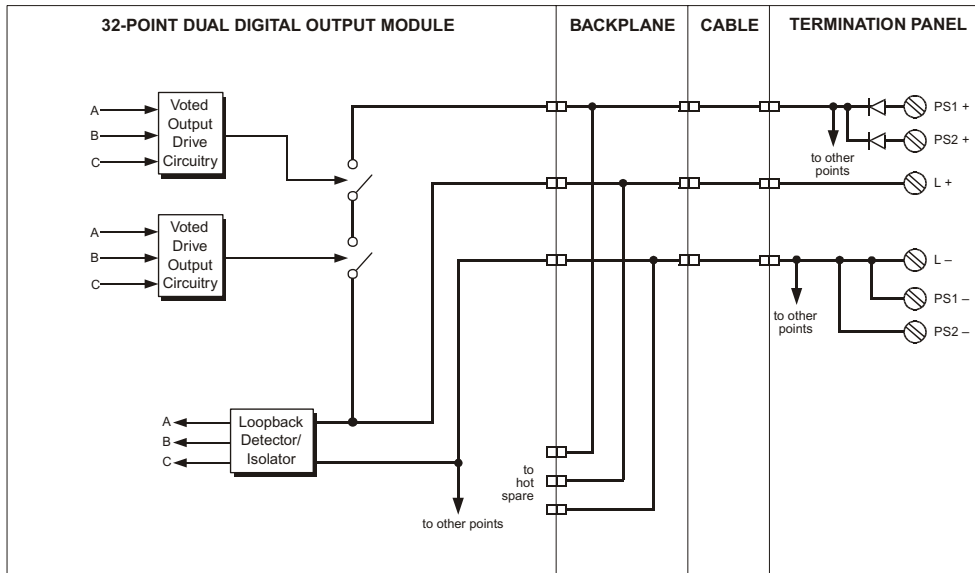 32-POINT DUAL DIGITAL OUTPUT MODULE
BACKPLANE
CABLE
TERMINATION PANEL
A
B
C
Voted
Output
Drive
Circuitry
PS1 +
PS2 +
to other
points
L +
A
B
C
Voted
Drive
Output
Circuitry
L –
PS1 –
PS2 –
to other
points
A
B
C
Loopback
Detector/
Isolator
to
hot
spare
to other points